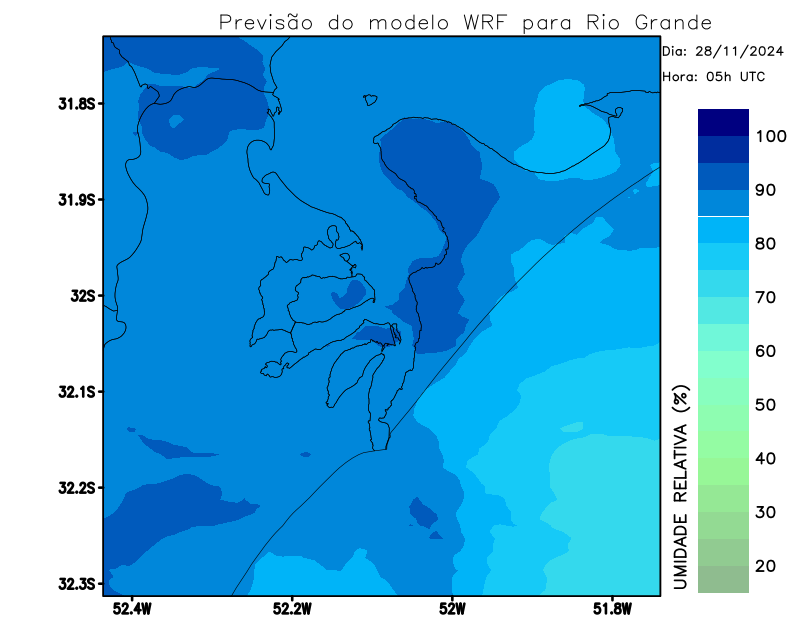 Previsão do modelo WRF para Rio Grande
Dia: 28/11/2024
Hora: 05h UTC
31.8S
31.9S
32S
32.1S
32.2S
32.3S
52.4W
52.2W
52W
51.8W
UMIDADE RELATIVA (%)
100
90
80
70
60
50
40
30
20